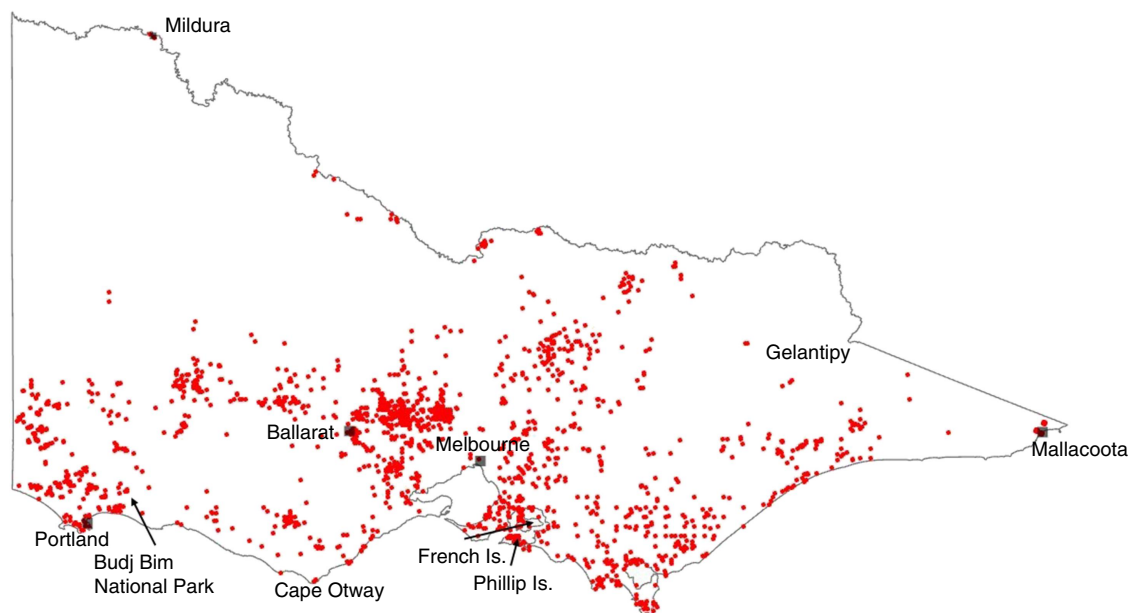 Mildura
Gelantipy
Ballarat
Melbourne
Mallacoota
Portland
Budj Bim
National Park
French Is.
Phillip Is.
Cape Otway